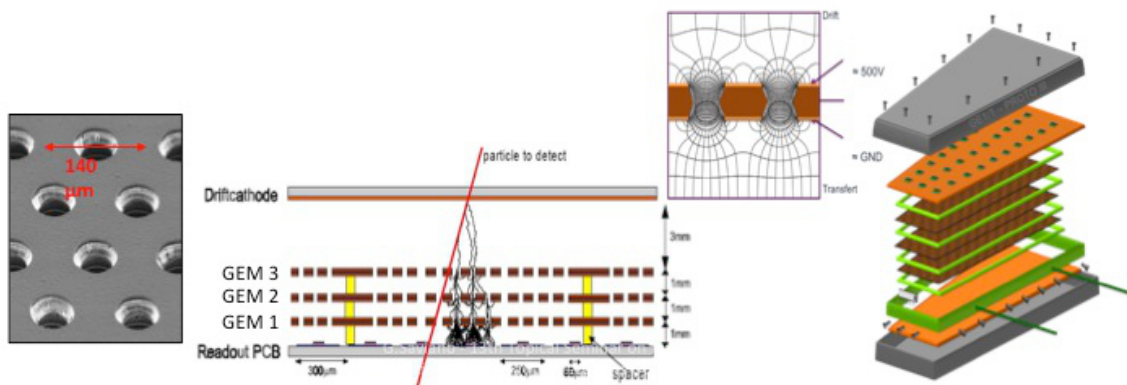 140
μm
particle to detect
Driftcathode
GEM 3
GEM 2
GEM 1
Readout PCB
3mm
1mm
1mm
1mm
300μm
250μm
60μm
spacer
Drift
≈ 500V
≈ GND
Transfert